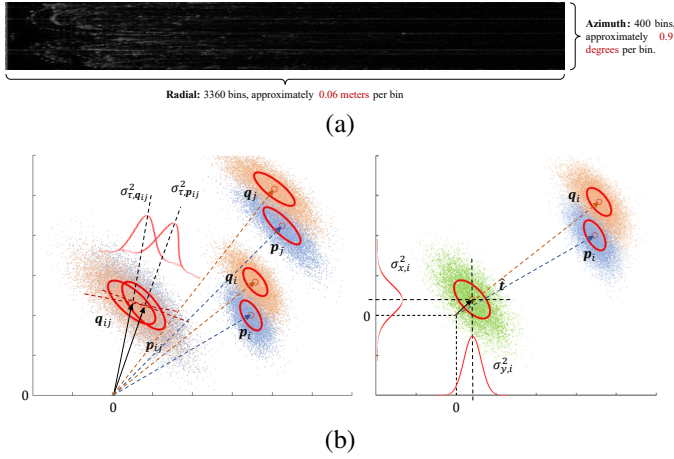 Azimuth: 400 bins,
approximately 0.9
degrees per bin.
Radial: 3360 bins, approximately 0.06 meters per bin
(a)
σ²τ,qij
σ²τ,pij
qj
pj
qi
pi
qij
pij
0
0
qi
pi
σ²x,i
t
0
σ²y,i
0
(b)